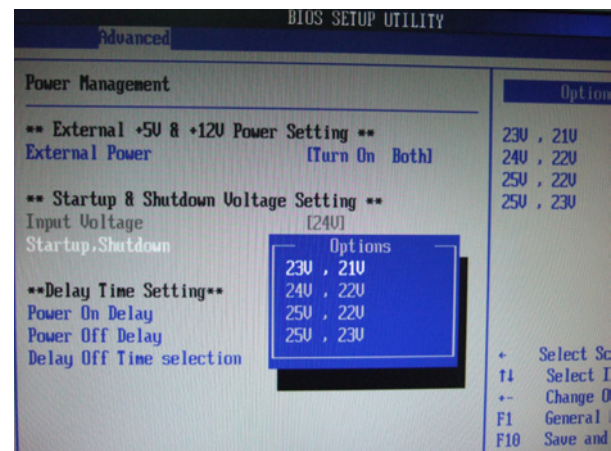 BIOS SETUP UTILITY
Advanced
Power Management
** External +5V & +12V Power Setting **
External Power [Turn On Both]
** Startup & Shutdown Voltage Setting **
Input Voltage [24V]
Startup,Shutdown
Options
23V , 21V
24V , 22V
25V , 22V
25V , 23V
**Delay Time Setting**
Power On Delay
Power Off Delay
Delay Off Time selection
Option
23V , 21V
24V , 22V
25V , 22V
25V , 23V
← Select Sc
↑↓ Select I
+- Change O
F1 General
F10 Save and